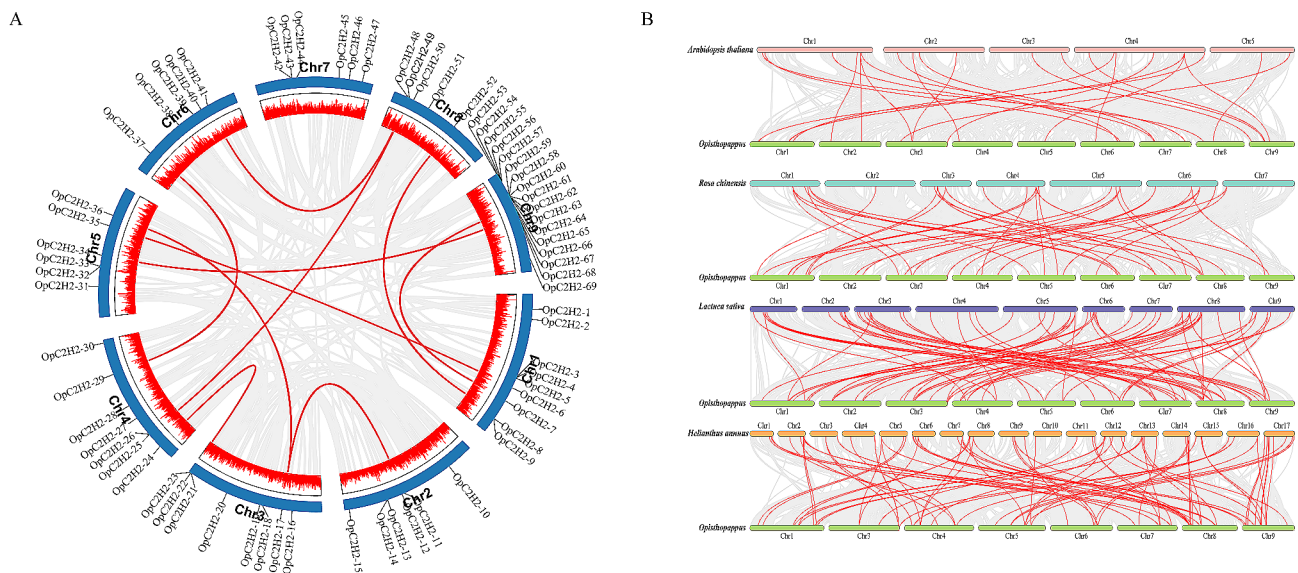 A
OpC2H2-42
OpC2H2-43
OpC2H2-44
OpC2H2-45
OpC2H2-46
OpC2H2-47
Chr7
OpC2H2-48
OpC2H2-49
OpC2H2-50
OpC2H2-51
Chr8
OpC2H2-52
OpC2H2-53
OpC2H2-54
OpC2H2-55
OpC2H2-56
OpC2H2-57
OpC2H2-58
OpC2H2-59
OpC2H2-60
OpC2H2-61
OpC2H2-62
OpC2H2-63
OpC2H2-64
OpC2H2-65
OpC2H2-66
OpC2H2-67
OpC2H2-68
OpC2H2-69
Chr9
OpC2H2-1
OpC2H2-2
Chr1
OpC2H2-3
OpC2H2-4
OpC2H2-5
OpC2H2-6
OpC2H2-7
OpC2H2-8
OpC2H2-9
OpC2H2-10
Chr2
OpC2H2-11
OpC2H2-12
OpC2H2-13
OpC2H2-14
OpC2H2-15
OpC2H2-16
OpC2H2-17
OpC2H2-18
Chr3
OpC2H2-20
OpC2H2-21
OpC2H2-22
OpC2H2-23
OpC2H2-24
OpC2H2-25
OpC2H2-26
OpC2H2-27
OpC2H2-28
Chr4
OpC2H2-29
OpC2H2-30
OpC2H2-31
OpC2H2-32
OpC2H2-33
OpC2H2-34
Chr5
OpC2H2-35
OpC2H2-36
OpC2H2-37
Chr6
OpC2H2-38
OpC2H2-39
OpC2H2-40
OpC2H2-41
B
Chr1 Chr2 Chr3 Chr4 Chr5
Arabidopsis thaliana
Opisthopappus
Chr1 Chr2 Chr3 Chr4 Chr5 Chr6 Chr7 Chr8 Chr9
Chr1 Chr2 Chr3 Chr4 Chr5 Chr6 Chr7
Rosa chinensis
Opisthopappus
Chr1 Chr2 Chr3 Chr4 Chr5 Chr6 Chr7 Chr8 Chr9
Chr1 Chr2 Chr3 Chr4 Chr5 Chr6 Chr7 Chr8 Chr9
Lactuca sativa
Opisthopappus
Chr1 Chr2 Chr3 Chr4 Chr5 Chr6 Chr7 Chr8 Chr9
Chr1 Chr2 Chr3 Chr4 Chr5 Chr6 Chr7 Chr8 Chr9 Chr10 Chr11 Chr12 Chr13 Chr14 Chr15 Chr16 Chr17
Helianthus annuus
Opisthopappus
Chr1 Chr3 Chr4 Chr5 Chr6 Chr7 Chr8 Chr9